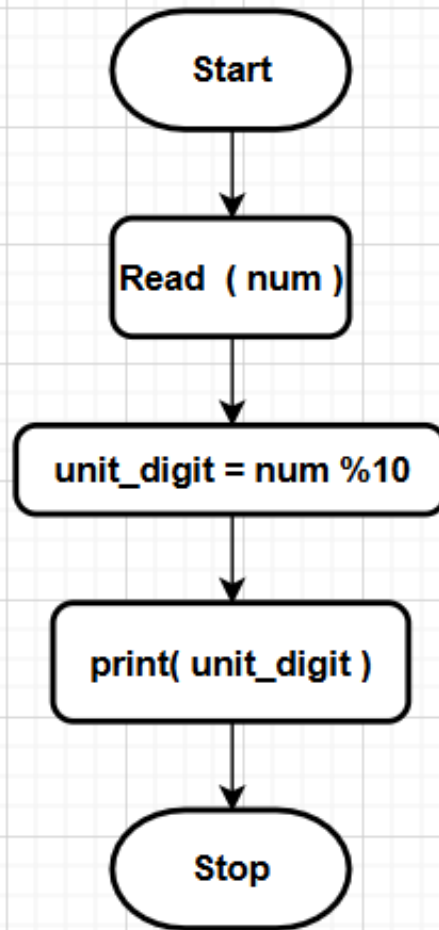 Start
Read ( num )
unit_digit = num %10
print( unit_digit )
Stop